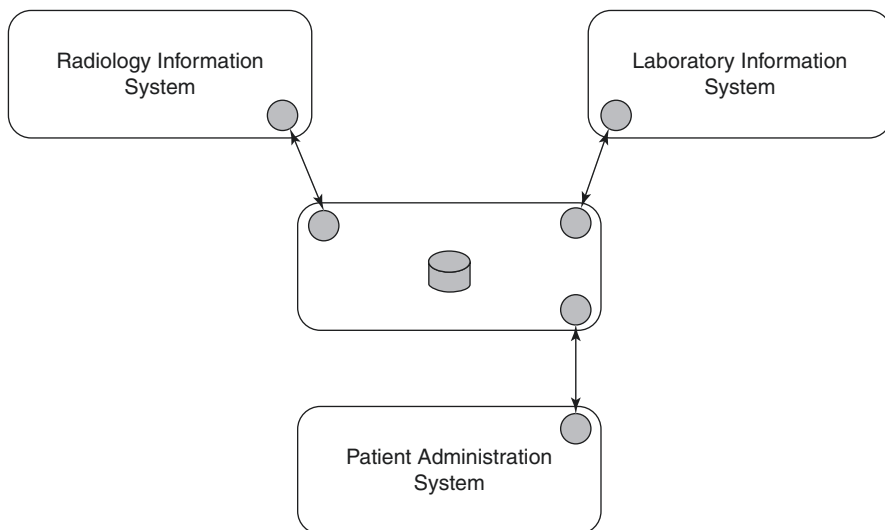 Radiology Information
System
Laboratory Information
System
Patient Administration
System